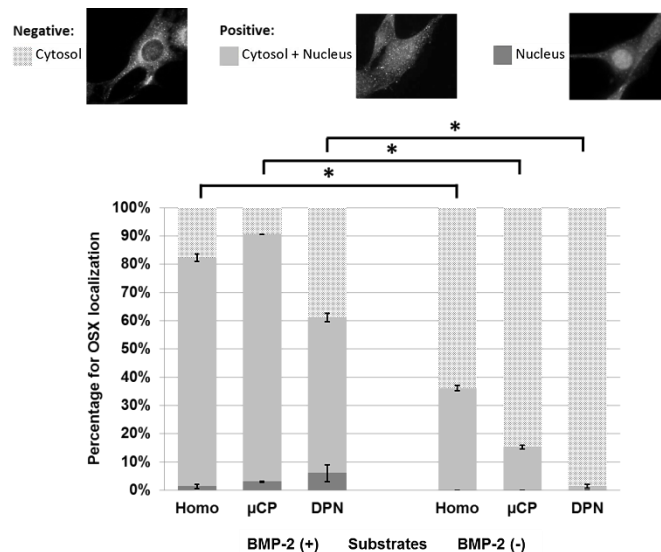 Negative:
Cytosol
Positive:
Cytosol + Nucleus
Nucleus
*
*
*
Percentage for OSX localization
100%
90%
80%
70%
60%
50%
40%
30%
20%
10%
0%
Homo µCP DPN Homo µCP DPN
BMP-2 (+) Substrates BMP-2 (-)